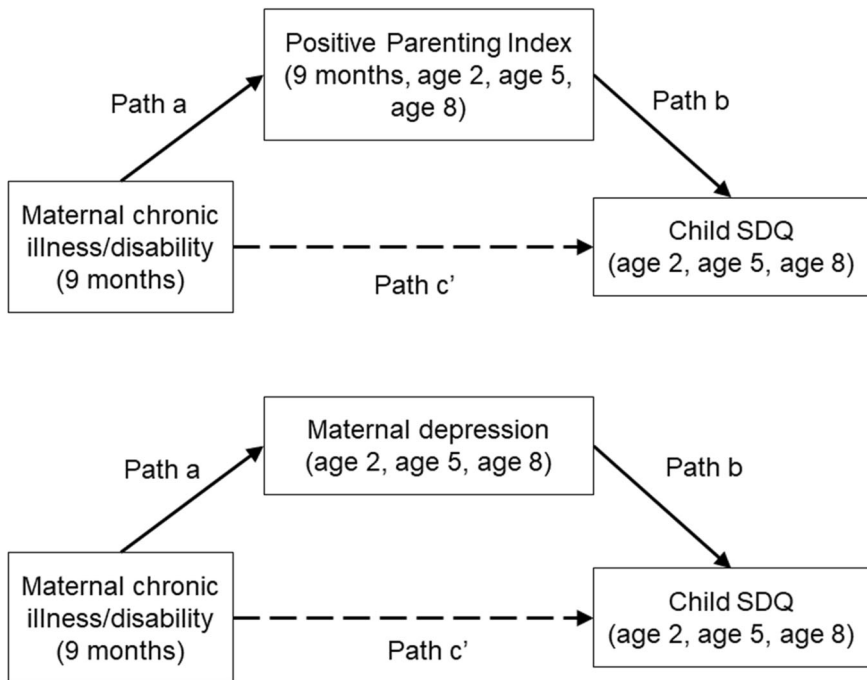 Positive Parenting Index
(9 months, age 2, age 5,
age 8)
Path a
Path b
Maternal chronic
illness/disability
(9 months)
Child SDQ
(age 2, age 5, age 8)
Path c’
Maternal depression
(age 2, age 5, age 8)
Path a
Path b
Maternal chronic
illness/disability
(9 months)
Child SDQ
(age 2, age 5, age 8)
Path c’